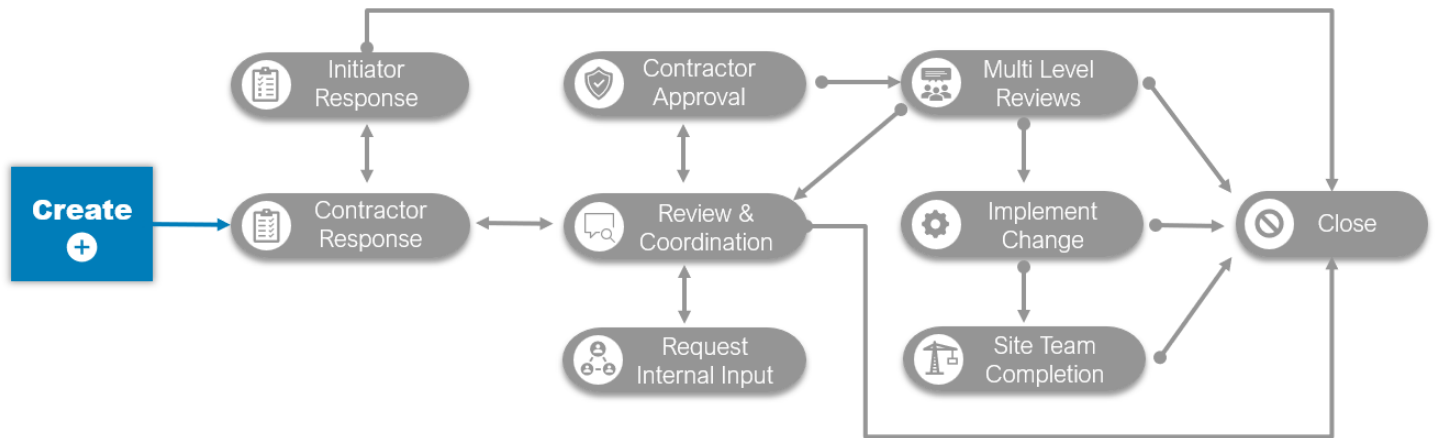 Initiator
Response
Contractor
Approval
Multi Level
Reviews
Create
Contractor
Response
Review &
Coordination
Implement
Change
Close
Request
Internal Input
Site Team
Completion